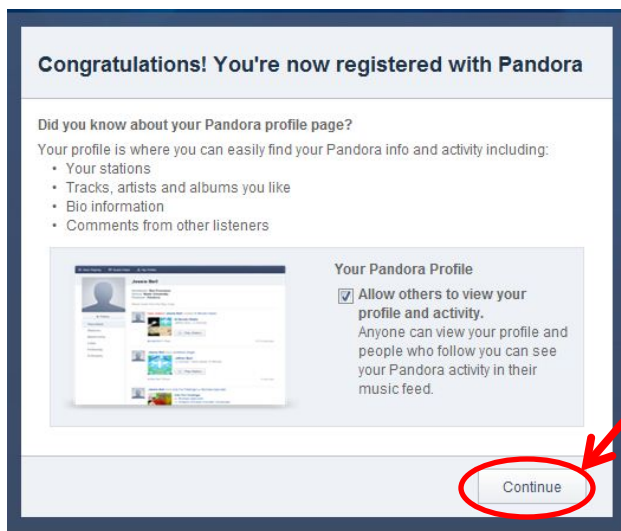 Congratulations! You're now registered with Pandora
Did you know about your Pandora profile page?
Your profile is where you can easily find your Pandora info and activity including:
• Your stations
• Tracks, artists and albums you like
• Bio information
• Comments from other listeners
Your Pandora Profile
Allow others to view your
profile and activity.
Anyone can view your profile and
people who follow you can see
your Pandora activity in their
music feed.
Continue